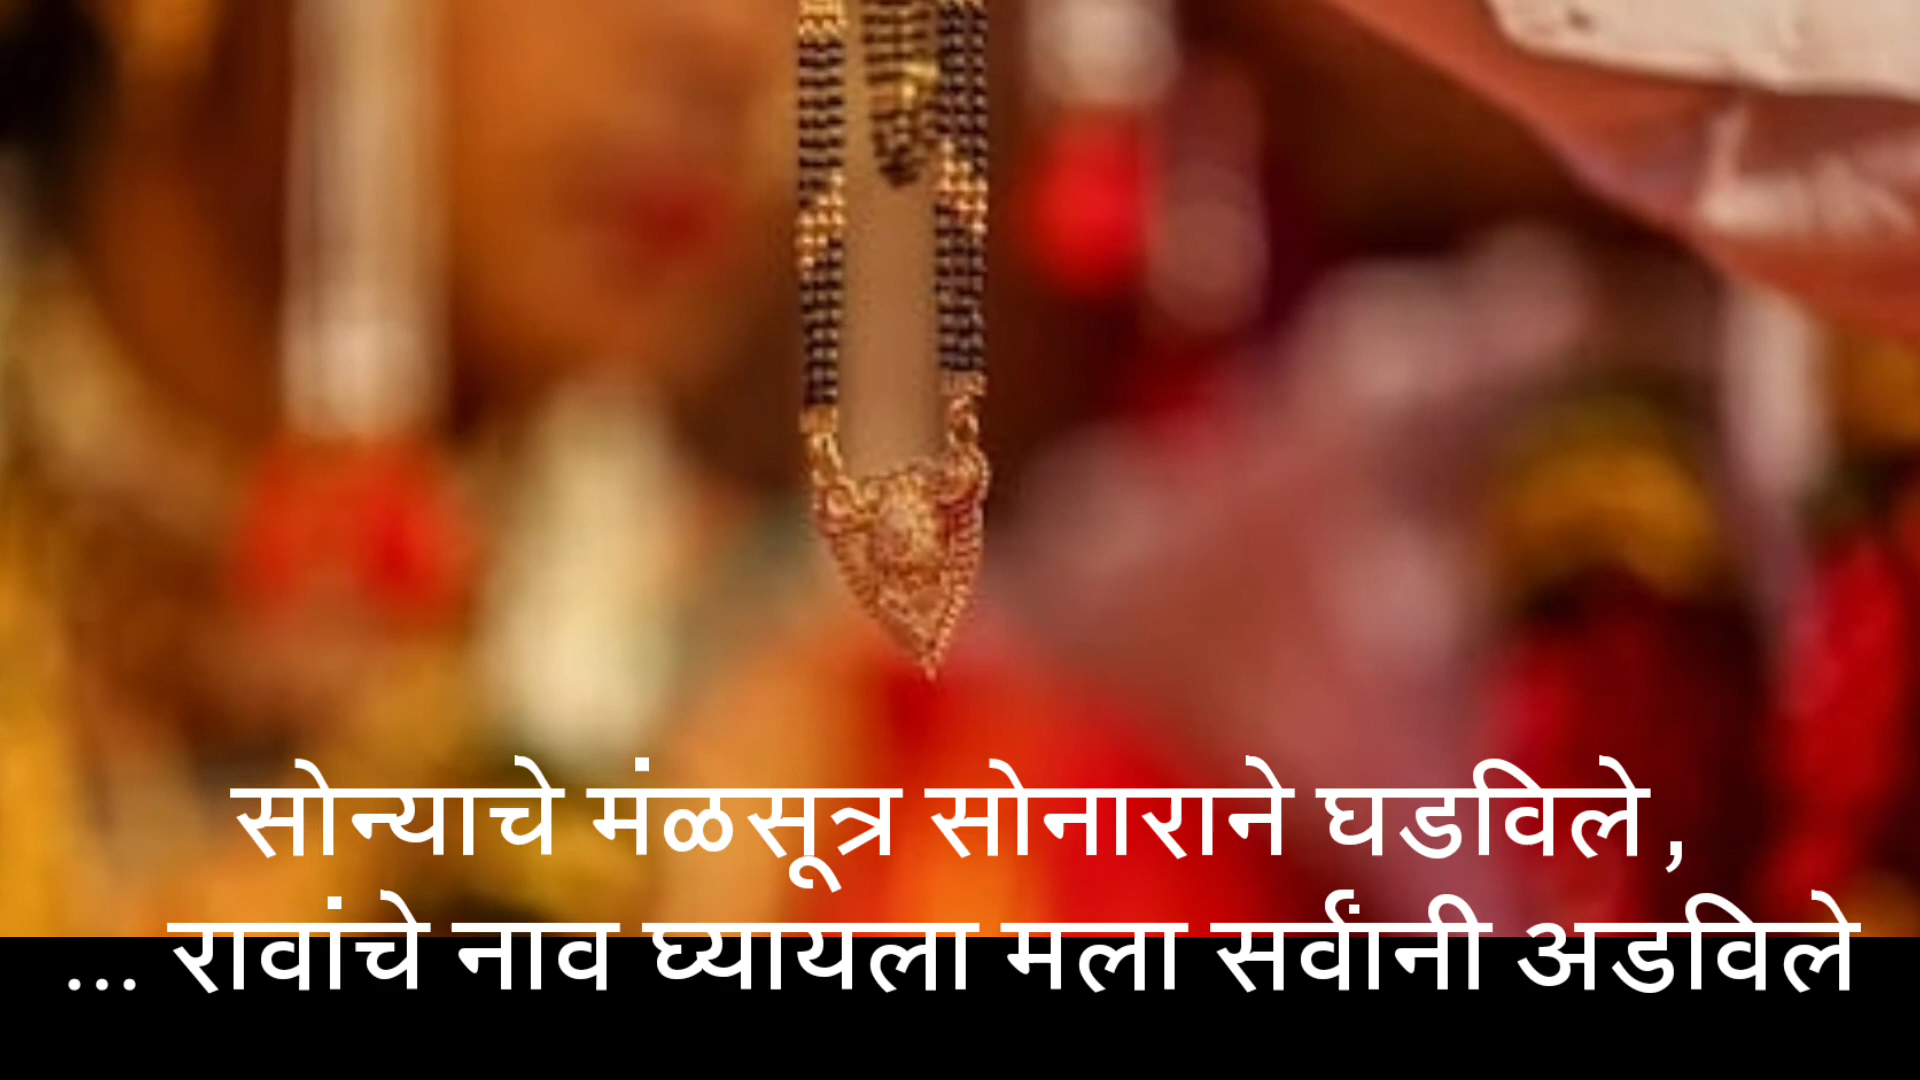 सोन्याचे मंळसूत्र सोनाराने घडविले,
... रावांचे नाव घ्यायला मला सर्वांनी अडविले